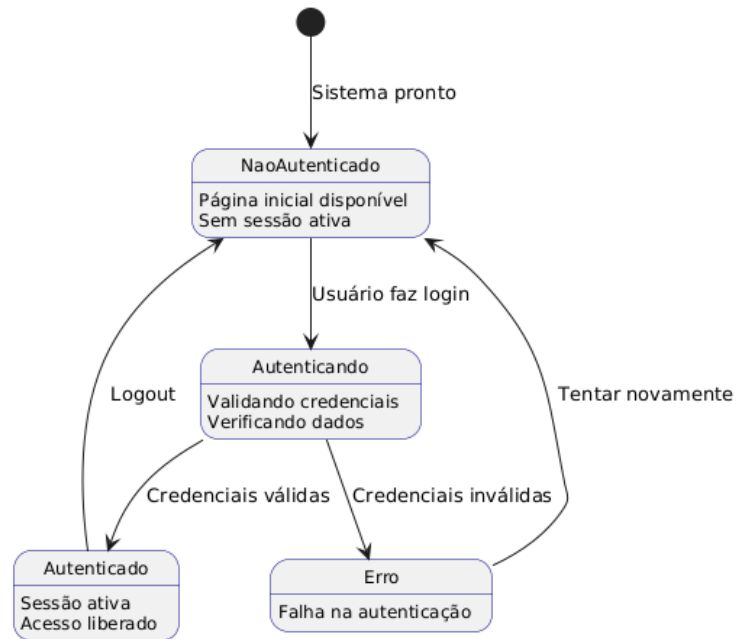 Sistema pronto
NaoAutenticado
Página inicial disponível
Sem sessão ativa
Usuário faz login
Autenticando
Validando credenciais
Verificando dados
Logout
Tentar novamente
Credenciais válidas
Credenciais inválidas
Autenticado
Sessão ativa
Acesso liberado
Erro
Falha na autenticação